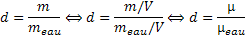 d = m / m_eau ⇔ d = (m/V) / (m_eau/V) ⇔ d = μ / μ_eau